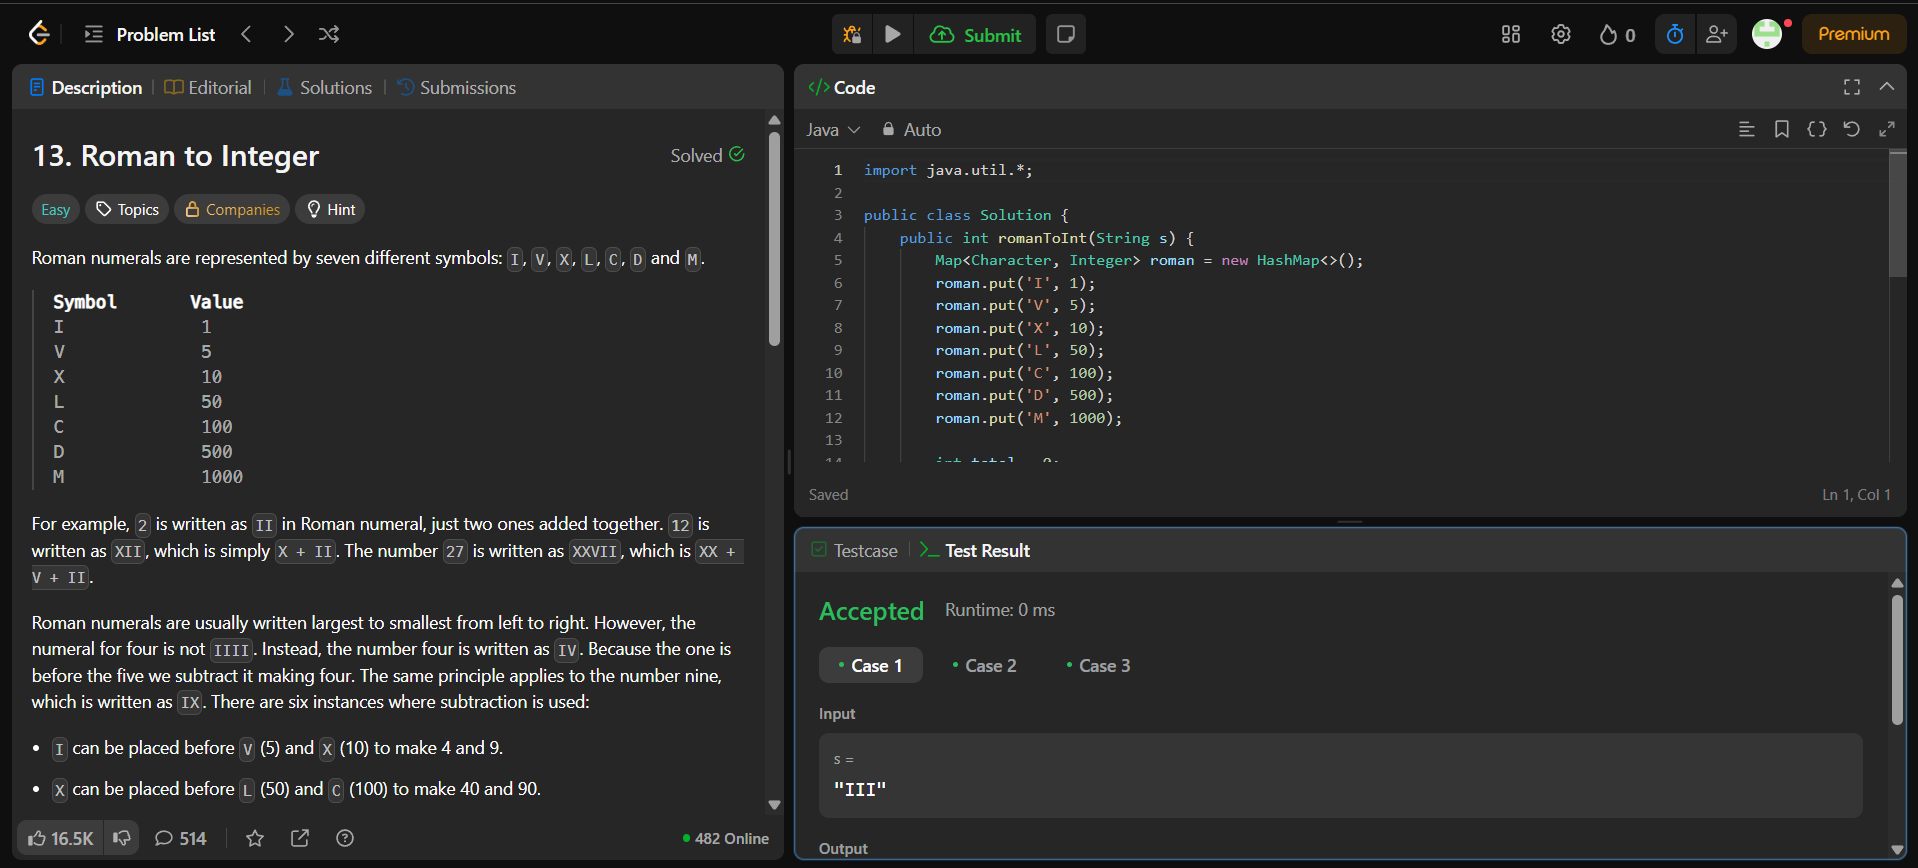 Problem List
Submit
0
Premium
Description
Editorial
Solutions
Submissions
13. Roman to Integer
Solved
Easy
Topics
Companies
Hint
Roman numerals are represented by seven different symbols: I, V, X, L, C, D and M.
Symbol Value
I 1
V 5
X 10
L 50
C 100
D 500
M 1000
For example, 2 is written as II in Roman numeral, just two ones added together. 12 is
written as XII, which is simply X + II. The number 27 is written as XXVII, which is XX +
V + II.
Roman numerals are usually written largest to smallest from left to right. However, the
numeral for four is not IIII. Instead, the number four is written as IV. Because the one is
before the five we subtract it making four. The same principle applies to the number nine,
which is written as IX. There are six instances where subtraction is used:
• I can be placed before V (5) and X (10) to make 4 and 9.
• X can be placed before L (50) and C (100) to make 40 and 90.
16.5K
514
482 Online
</> Code
Java
Auto
1 import java.util.*;
2
3 public class Solution {
4 public int romanToInt(String s) {
5 Map<Character, Integer> roman = new HashMap<>();
6 roman.put('I', 1);
7 roman.put('V', 5);
8 roman.put('X', 10);
9 roman.put('L', 50);
10 roman.put('C', 100);
11 roman.put('D', 500);
12 roman.put('M', 1000);
13
14 int total = 0;
Saved
Ln 1, Col 1
Testcase
Test Result
Accepted
Runtime: 0 ms
Case 1
Case 2
Case 3
Input
s =
"III"
Output